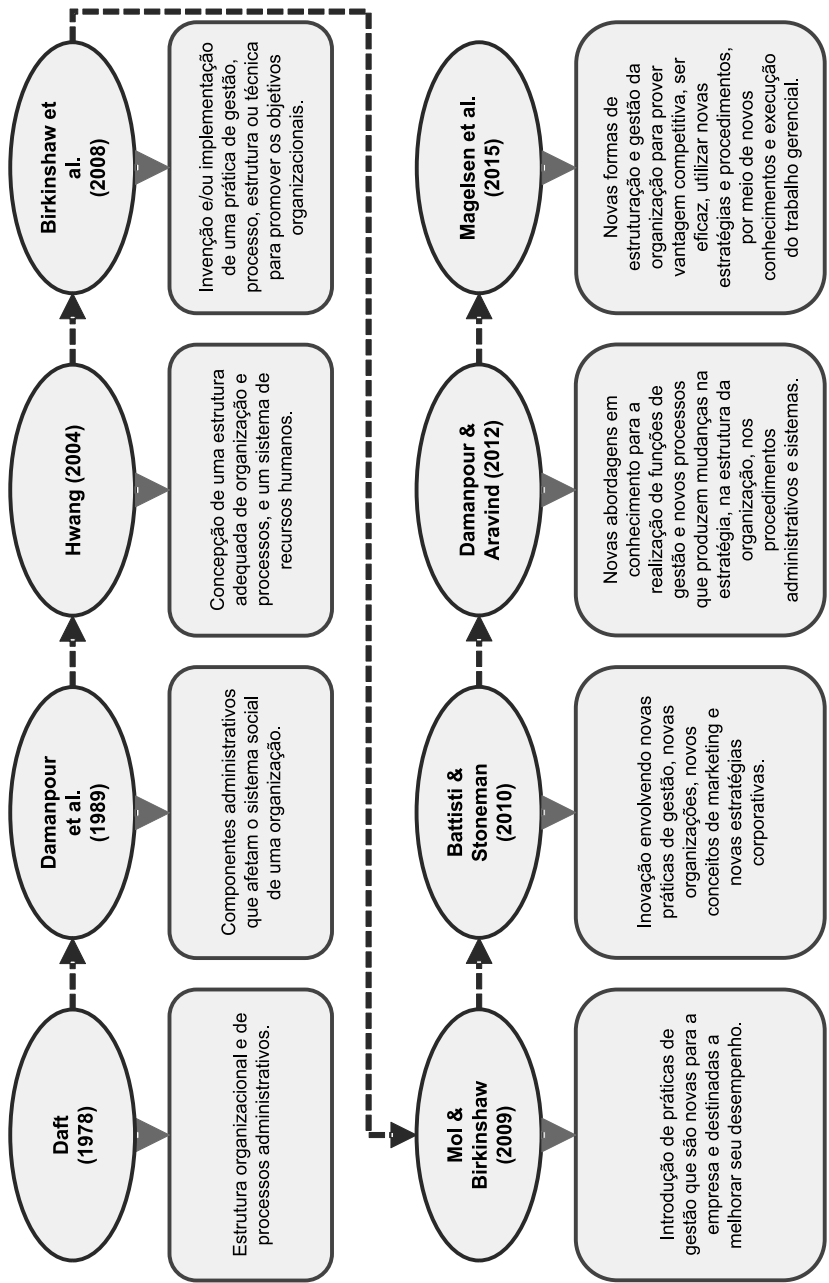 Daft
(1978)
Estrutura organizacional e de
processos administrativos.
Damanpour
et al.
(1989)
Componentes administrativos
que afetam o sistema social
de uma organização.
Hwang (2004)
Concepção de uma estrutura
adequada de organização e
processos, e um sistema de
recursos humanos.
Birkinshaw et
al.
(2008)
Invenção e/ou implementação
de uma prática de gestão,
processo, estrutura ou técnica
para promover os objetivos
organizacionais.
Mol &
Birkinshaw
(2009)
Introdução de práticas de
gestão que são novas para a
empresa e destinadas a
melhorar seu desempenho.
Battisti &
Stoneman
(2010)
Inovação envolvendo novas
práticas de gestão, novas
organizações, novos
conceitos de marketing e
novas estratégias
corporativas.
Damanpour &
Aravind (2012)
Novas abordagens em
conhecimento para a
realização de funções de
gestão e novos processos
que produzem mudanças na
estratégia, na estrutura da
organização, nos
procedimentos
administrativos e sistemas.
Magelsen et al.
(2015)
Novas formas de
estruturação e gestão da
organização para prover
vantagem competitiva, ser
eficaz, utilizar novas
estratégias e procedimentos,
por meio de novos
conhecimentos e execução
do trabalho gerencial.